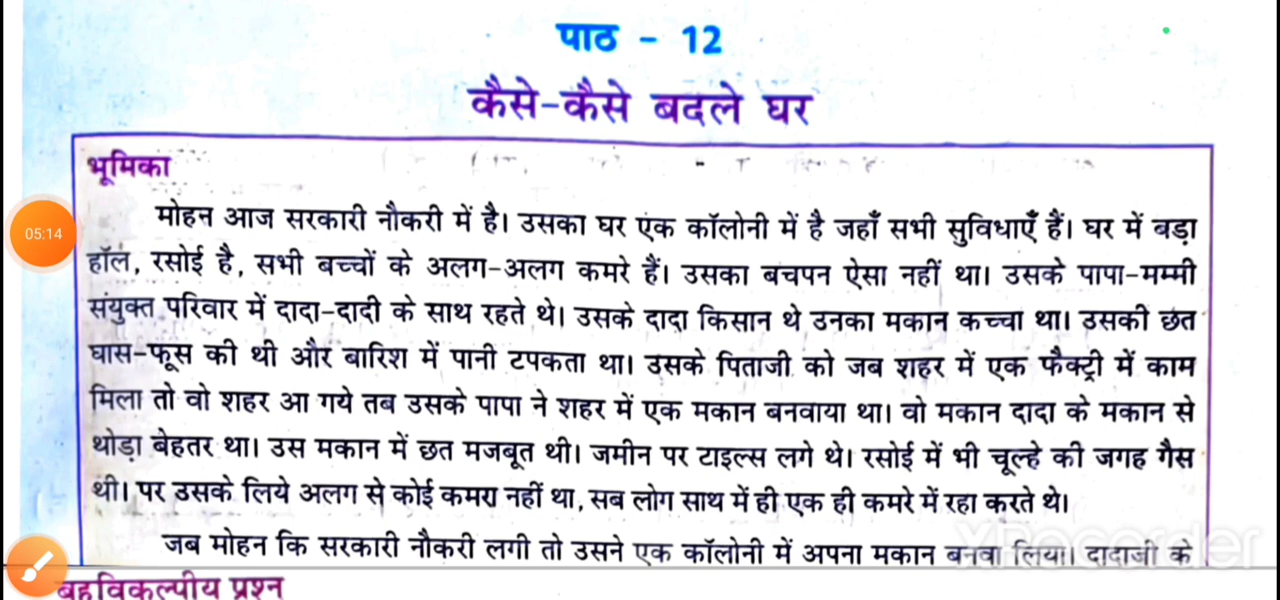 पाठ - 12
कैसे-कैसे बदले घर
भूमिका
मोहन आज सरकारी नौकरी में है। उसका घर एक कॉलोनी में है जहाँ सभी सुविधाएँ हैं। घर में बड़ा
हॉल, रसोई है, सभी बच्चों के अलग-अलग कमरे हैं। उसका बचपन ऐसा नहीं था। उसके पापा-मम्मी
संयुक्त परिवार में दादा-दादी के साथ रहते थे। उसके दादा किसान थे उनका मकान कच्चा था। उसकी छत
घास-फूस की थी और बारिश में पानी टपकता था। उसके पिताजी को जब शहर में एक फैक्ट्री में काम
मिला तो वो शहर आ गये तब उसके पापा ने शहर में एक मकान बनवाया था। वो मकान दादा के मकान से
थोड़ा बेहतर था। उस मकान में छत मजबूत थी। जमीन पर टाइल्स लगे थे। रसोई में भी चूल्हे की जगह गैस
थी। पर उसके लिये अलग से कोई कमरा नहीं था, सब लोग साथ में ही एक ही कमरे में रहा करते थे।
जब मोहन कि सरकारी नौकरी लगी तो उसने एक कॉलोनी में अपना मकान बनवा लिया। दादाजी के
बहुविकल्पीय प्रश्न
05:14
XRecorder